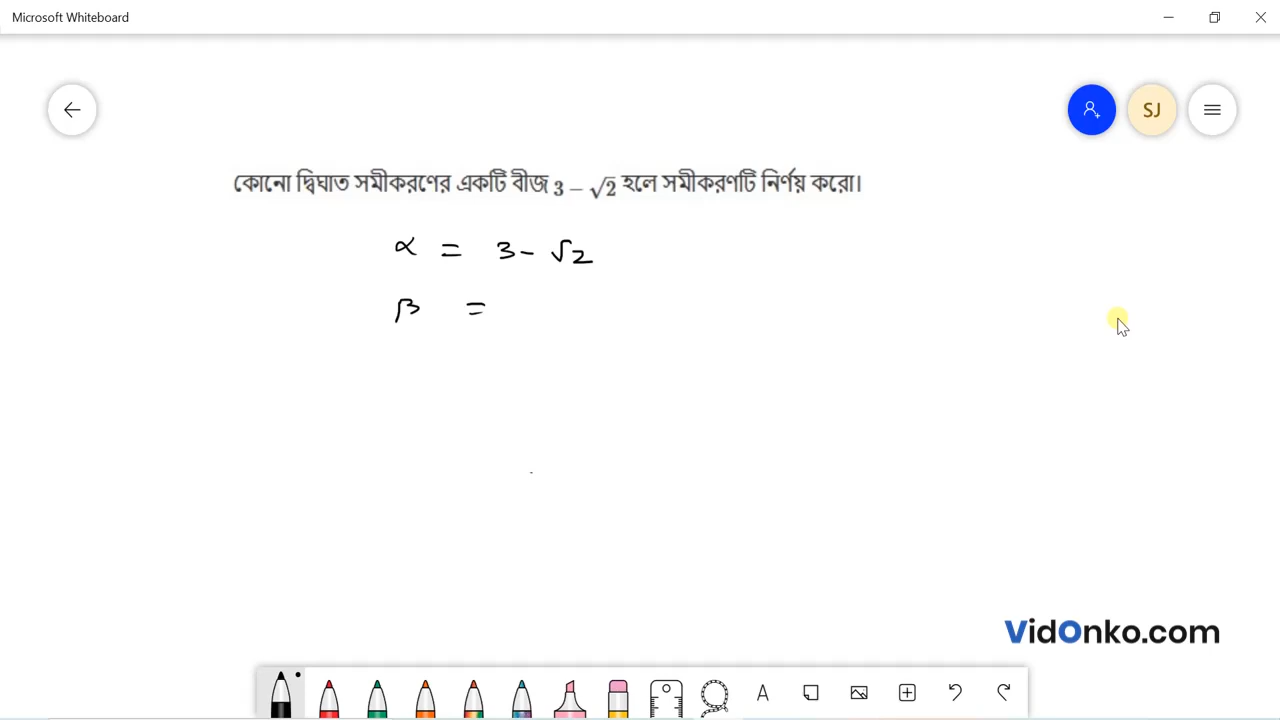 Microsoft Whiteboard
SJ
কোনো দ্বিঘাত সমীকরণের একটি বীজ 3 − √2 হলে সমীকরণটি নির্ণয় করো।
α = 3 - √2
β =
VidOnko.com